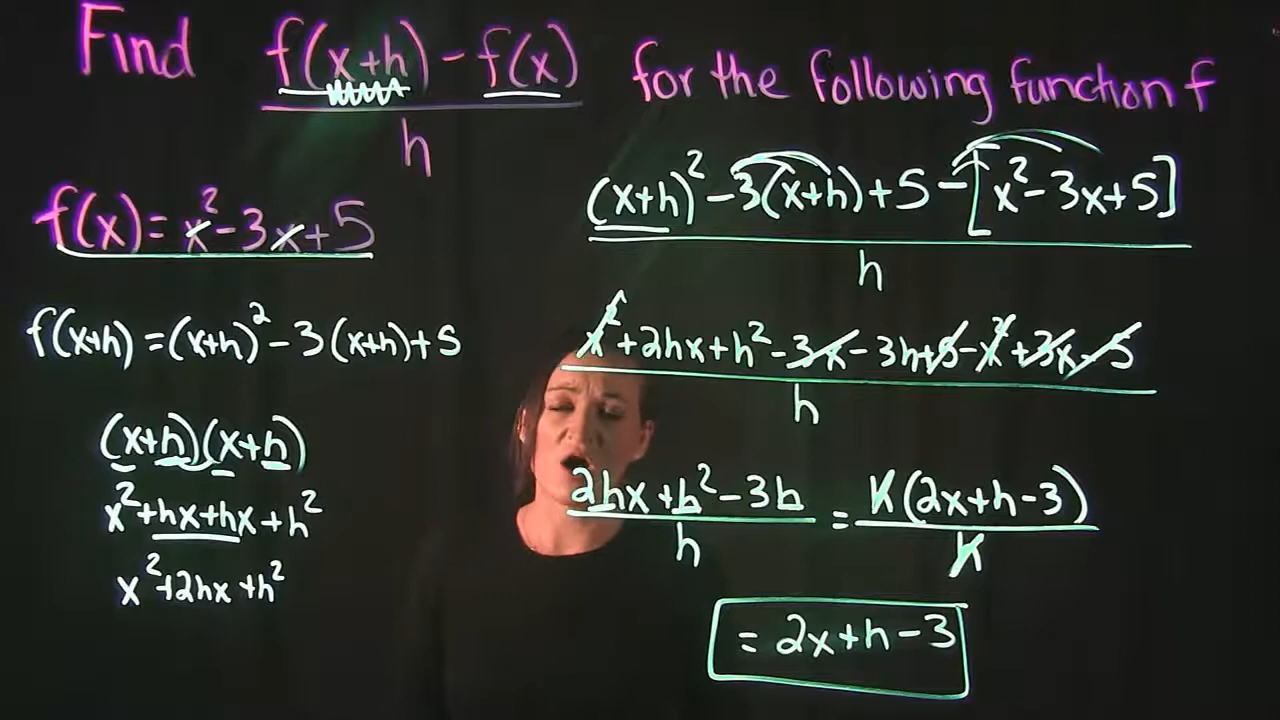 Find f(x+h) - f(x) for the following function f
h
f(x) = x² - 3x + 5
f(x+h) = (x+h)² - 3(x+h) + 5
(x+h)(x+h)
x² + hx + hx + h²
x² + 2hx + h²
(x+h)² - 3(x+h) + 5 - [x² - 3x + 5]
h
x² + 2hx + h² - 3x - 3h + 5 - x² + 3x - 5
h
2hx + h² - 3h = h(2x + h - 3)
h h
= 2x + h - 3